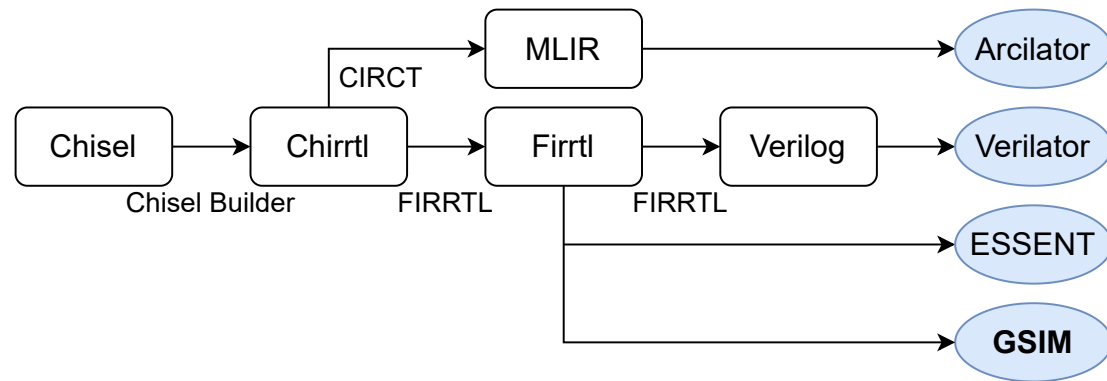 MLIR
Arcilator
CIRCT
Chisel
Chirrtl
Firrtl
Verilog
Verilator
Chisel Builder
FIRRTL
FIRRTL
ESSENT
GSIM